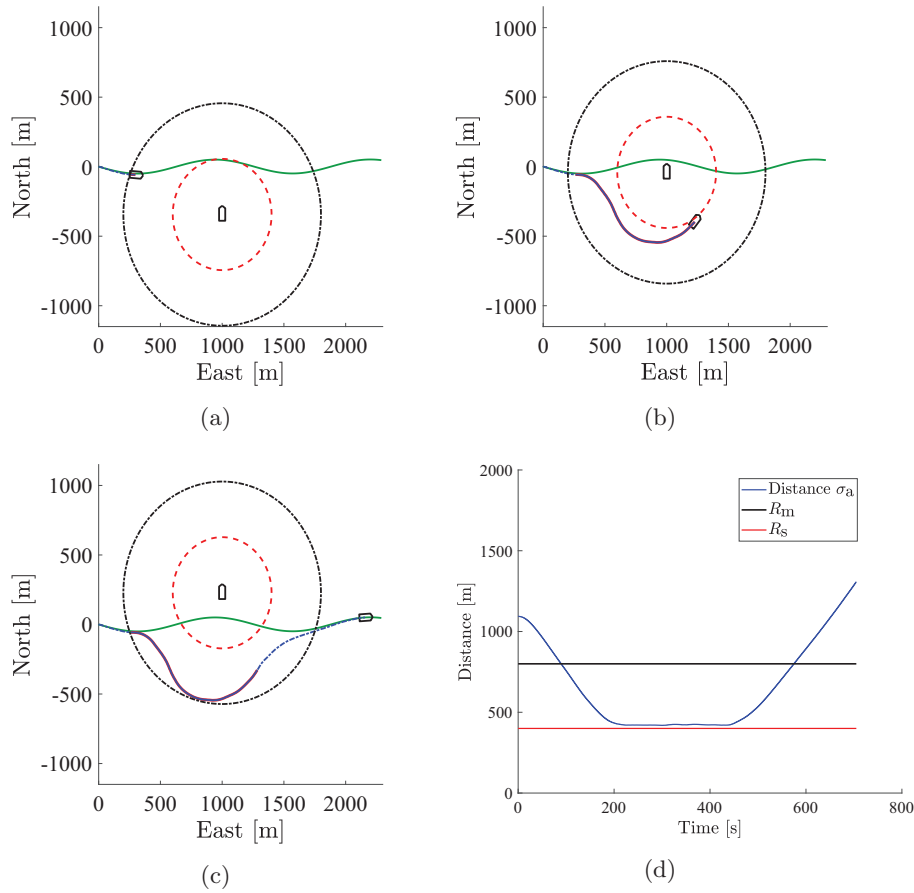 1000
500
0
-500
-1000
North [m]
0 500 1000 1500 2000
East [m]
(a)
1000
500
0
-500
-1000
North [m]
0 500 1000 1500 2000
East [m]
(b)
1000
500
0
-500
-1000
North [m]
0 500 1000 1500 2000
East [m]
(c)
2000
1500
1000
500
0
Distance [m]
Distance σa
Rm
Rs
0 200 400 600 800
Time [s]
(d)